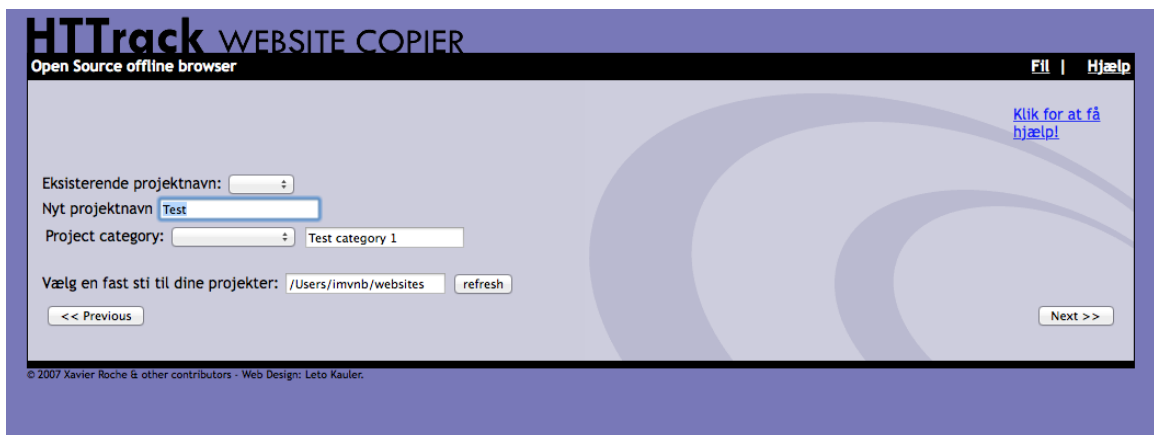 HTTrack WEBSITE COPIER
Open Source offline browser
Fil | Hjælp
Klik for at få
hjælp!
Eksisterende projektnavn:
Nyt projektnavn Test
Project category: Test category 1
Vælg en fast sti til dine projekter: /Users/imvnb/websites refresh
<< Previous
Next >>
© 2007 Xavier Roche & other contributors - Web Design: Leto Kauler.